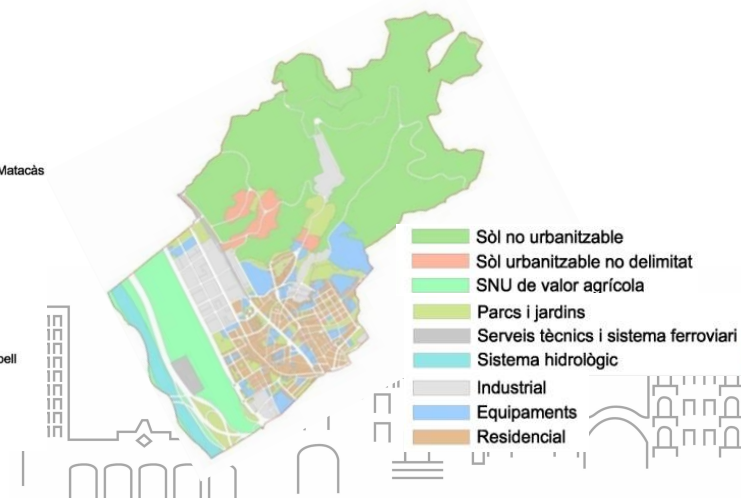 Matacàs
Sòl no urbanitzable
Sòl urbanitzable no delimitat
SNU de valor agrícola
Parcs i jardins
Serveis tècnics i sistema ferroviari
Sistema hidrològic
Industrial
Equipaments
Residencial